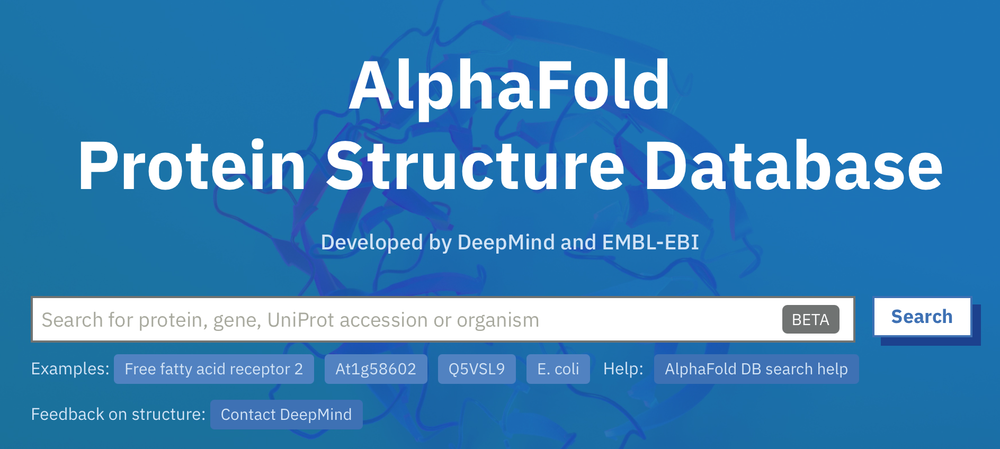 AlphaFold
Protein Structure Database
Developed by DeepMind and EMBL-EBI
Search for protein, gene, UniProt accession or organism BETA Search
Examples: Free fatty acid receptor 2 At1g58602 Q5VSL9 E. coli Help: AlphaFold DB search help
Feedback on structure: Contact DeepMind